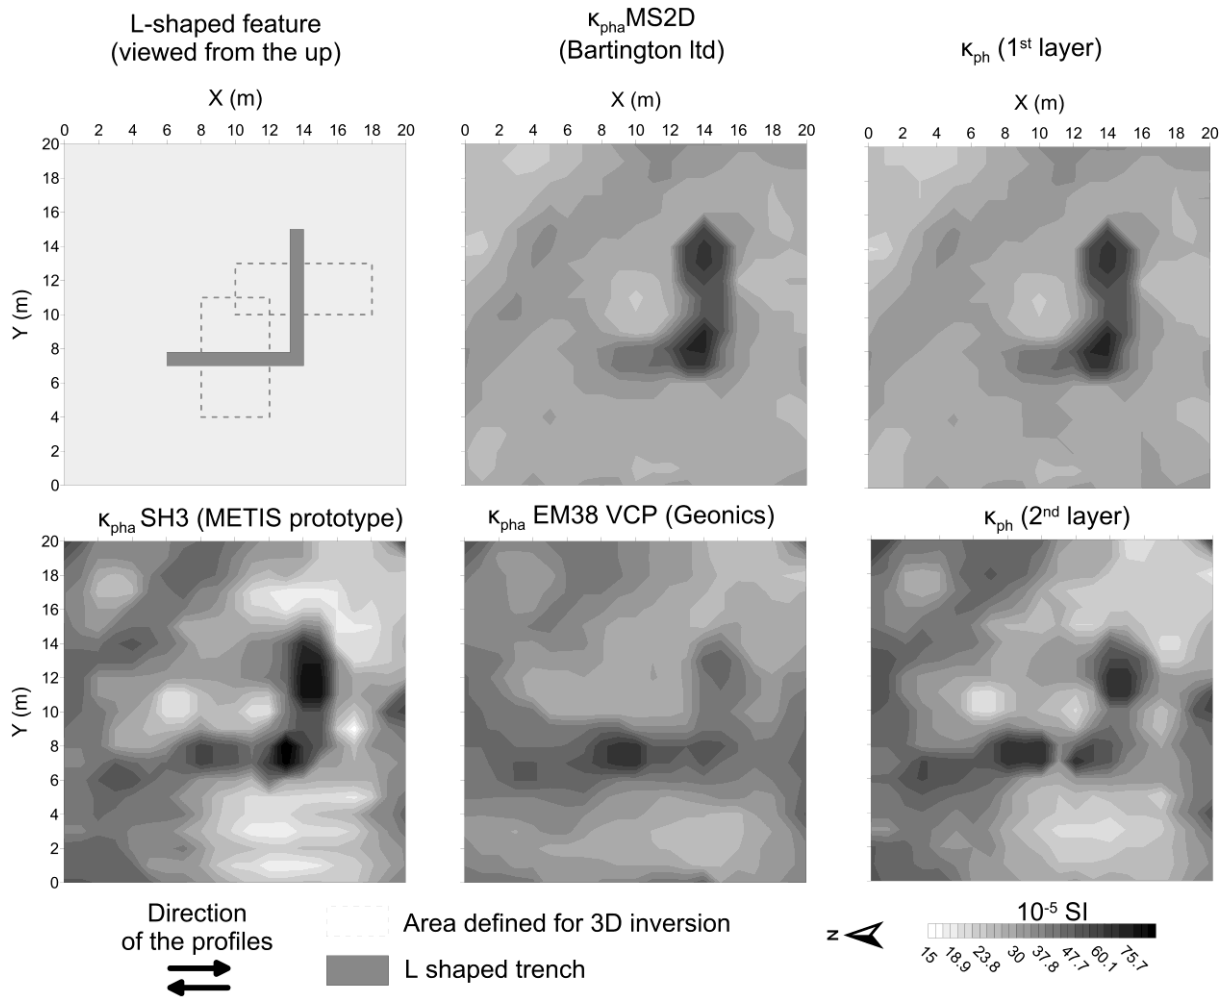 L-shaped feature
(viewed from the up)
X (m)
0 2 4 6 8 10 12 14 16 18 20
20
18
16
14
12
10
8
6
4
2
0
Y (m)
κpha MS2D
(Bartington ltd)
X (m)
0 2 4 6 8 10 12 14 16 18 20
κph (1st layer)
X (m)
0 2 4 6 8 10 12 14 16 18 20
κpha SH3 (METIS prototype)
20
18
16
14
12
10
8
6
4
2
0
Y (m)
κpha EM38 VCP (Geonics)
κph (2nd layer)
Direction
of the profiles
Area defined for 3D inversion
L shaped trench
N
10-5 SI
15 18.9 23.8 30 37.8 47.7 60.1 75.7